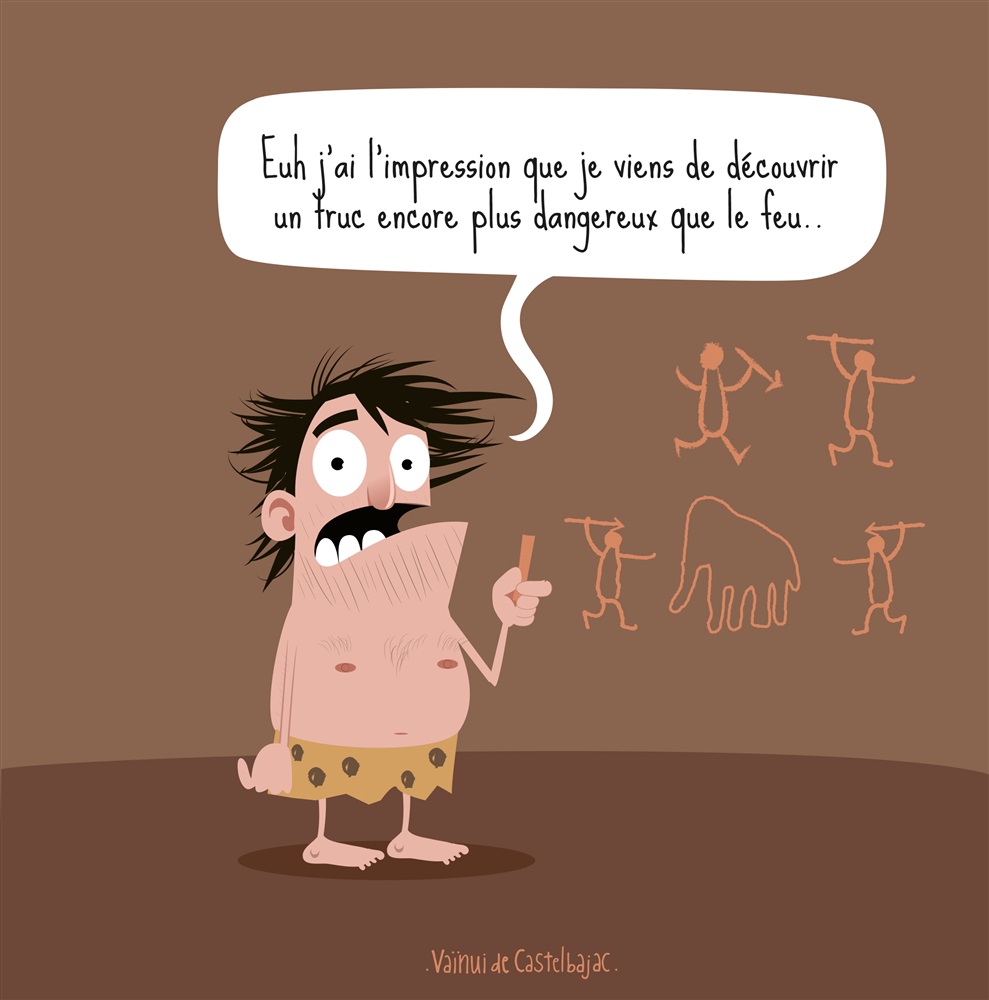 Euh j'ai l'impression que je viens de découvrir
un truc encore plus dangereux que le feu..
.Vaïnui de Castelbajac.